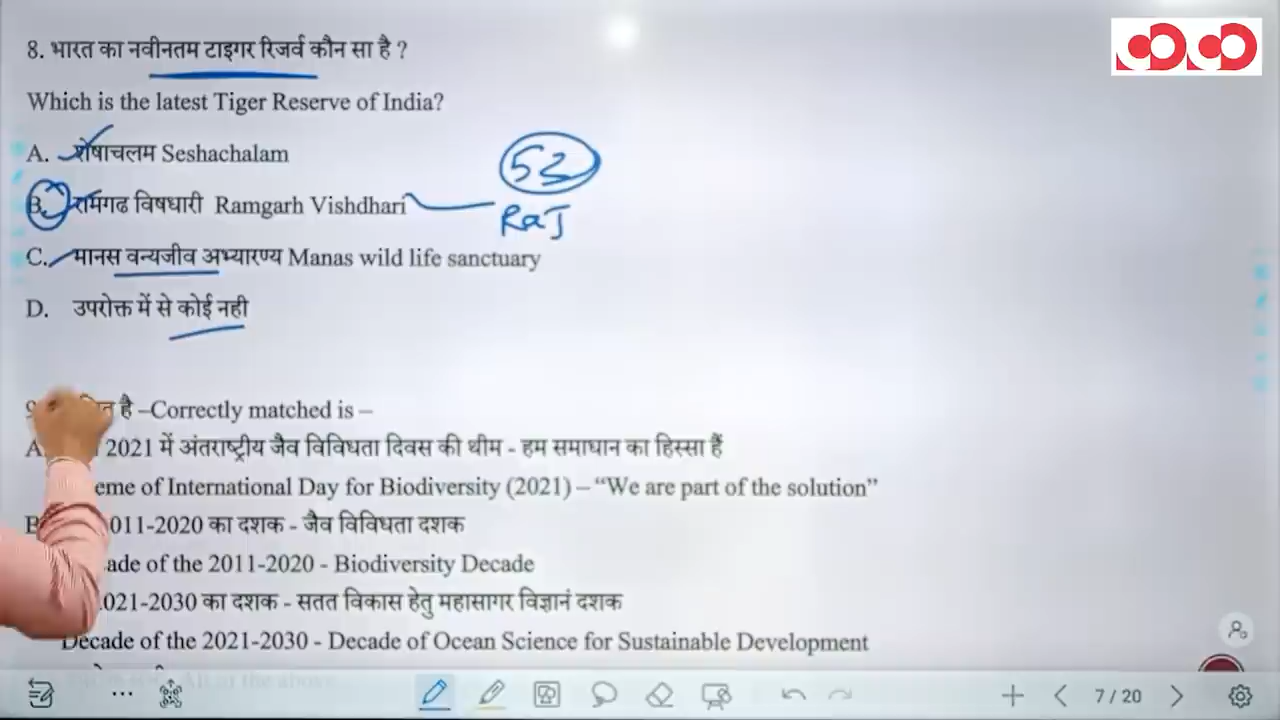 8. भारत का नवीनतम टाइगर रिजर्व कौन सा है ?
Which is the latest Tiger Reserve of India?
A. शेषाचलम Seshachalam
53
B. रामगढ विषधारी Ramgarh Vishdhari
Raj
C. मानस वन्यजीव अभ्यारण्य Manas wild life sanctuary
D. उपरोक्त में से कोई नही
है –Correctly matched is –
A. 2021 में अंतराष्ट्रीय जैव विविधता दिवस की थीम - हम समाधान का हिस्सा हैं
eme of International Day for Biodiversity (2021) – “We are part of the solution”
B 011-2020 का दशक - जैव विविधता दशक
ade of the 2011-2020 - Biodiversity Decade
021-2030 का दशक - सतत विकास हेतु महासागर विज्ञानं दशक
Decade of the 2021-2030 - Decade of Ocean Science for Sustainable Development
7 / 20